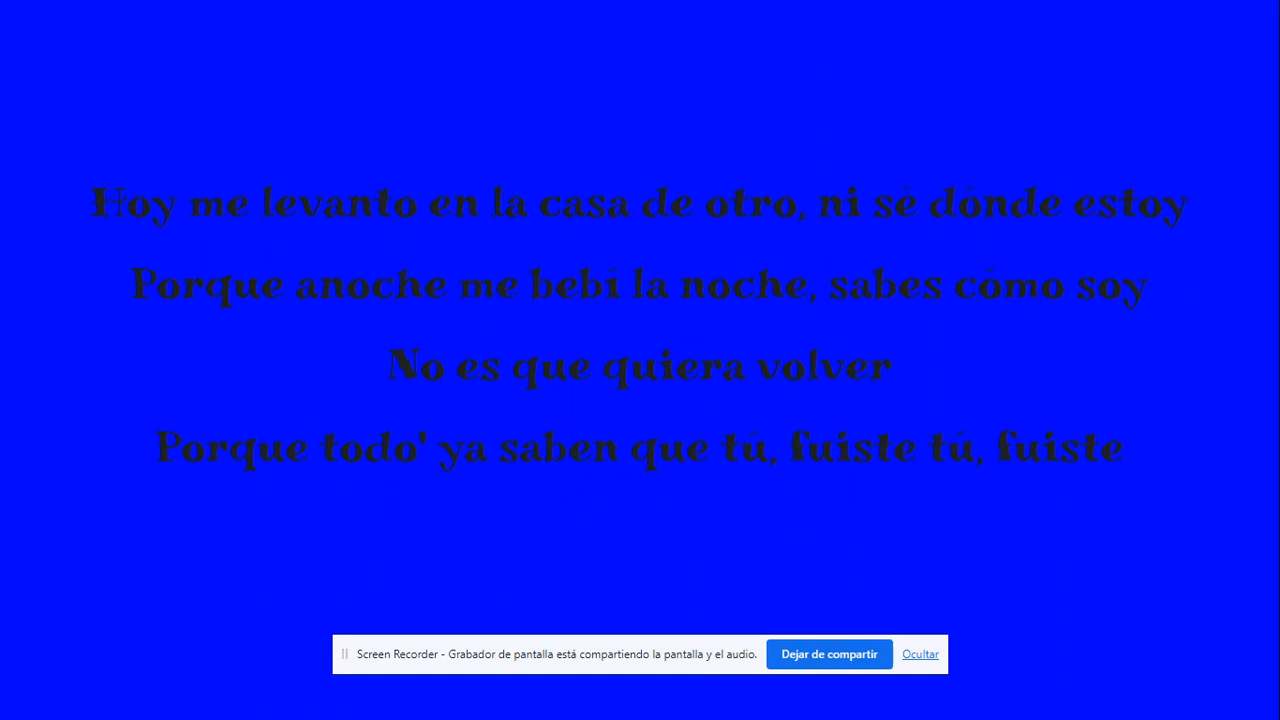 Hoy me levanto en la casa de otro, ni sé dónde estoy
Porque anoche me bebí la noche, sabes cómo soy
No es que quiera volver
Porque todo' ya saben que tú, fuiste tú, fuiste
Screen Recorder - Grabador de pantalla está compartiendo la pantalla y el audio. Dejar de compartir Ocultar